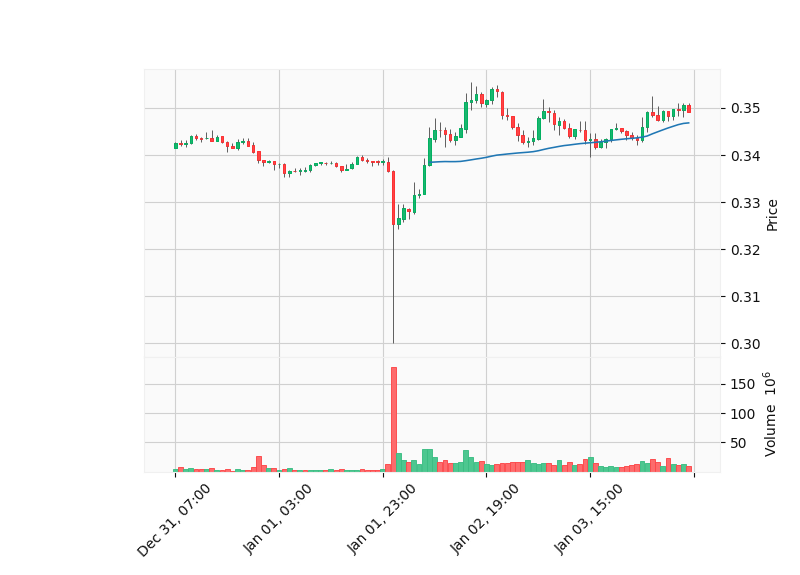 0.35
0.34
0.33
0.32
0.31
0.30
Price
150
100
50
Volume 10^6
Dec 31, 07:00
Jan 01, 03:00
Jan 01, 23:00
Jan 02, 19:00
Jan 03, 15:00